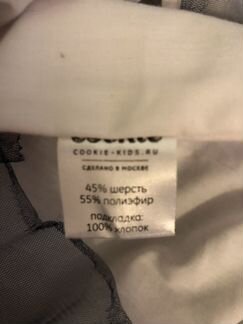 COOKIE-KIDS.RU
СДЕЛАНО В МОСКВЕ
45% шерсть
55% полиэфир
подкладка:
100% хлопок